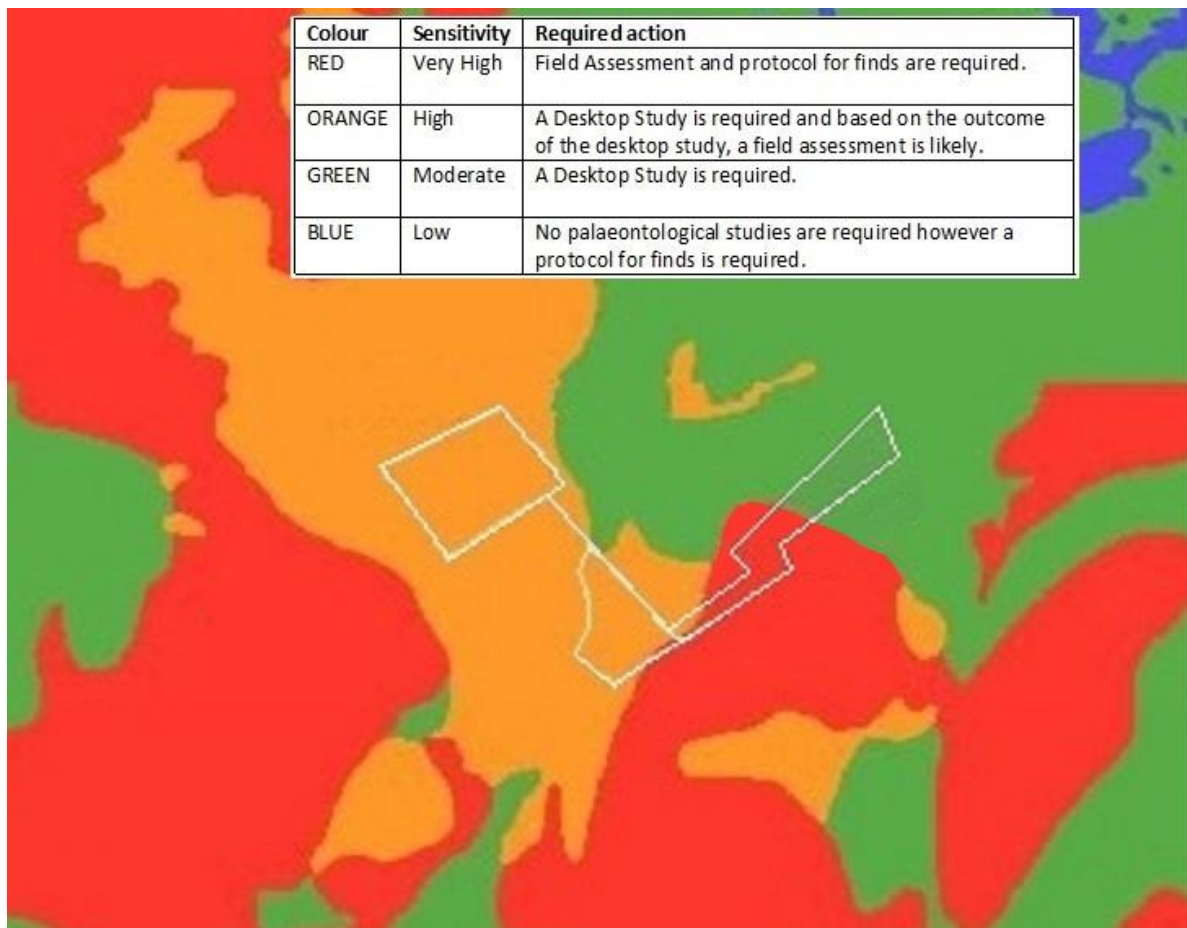 Colour Sensitivity Required action
RED Very High Field Assessment and protocol for finds are required.
ORANGE High A Desktop Study is required and based on the outcome
of the desktop study, a field assessment is likely.
GREEN Moderate A Desktop Study is required.
BLUE Low No palaeontological studies are required however a
protocol for finds is required.